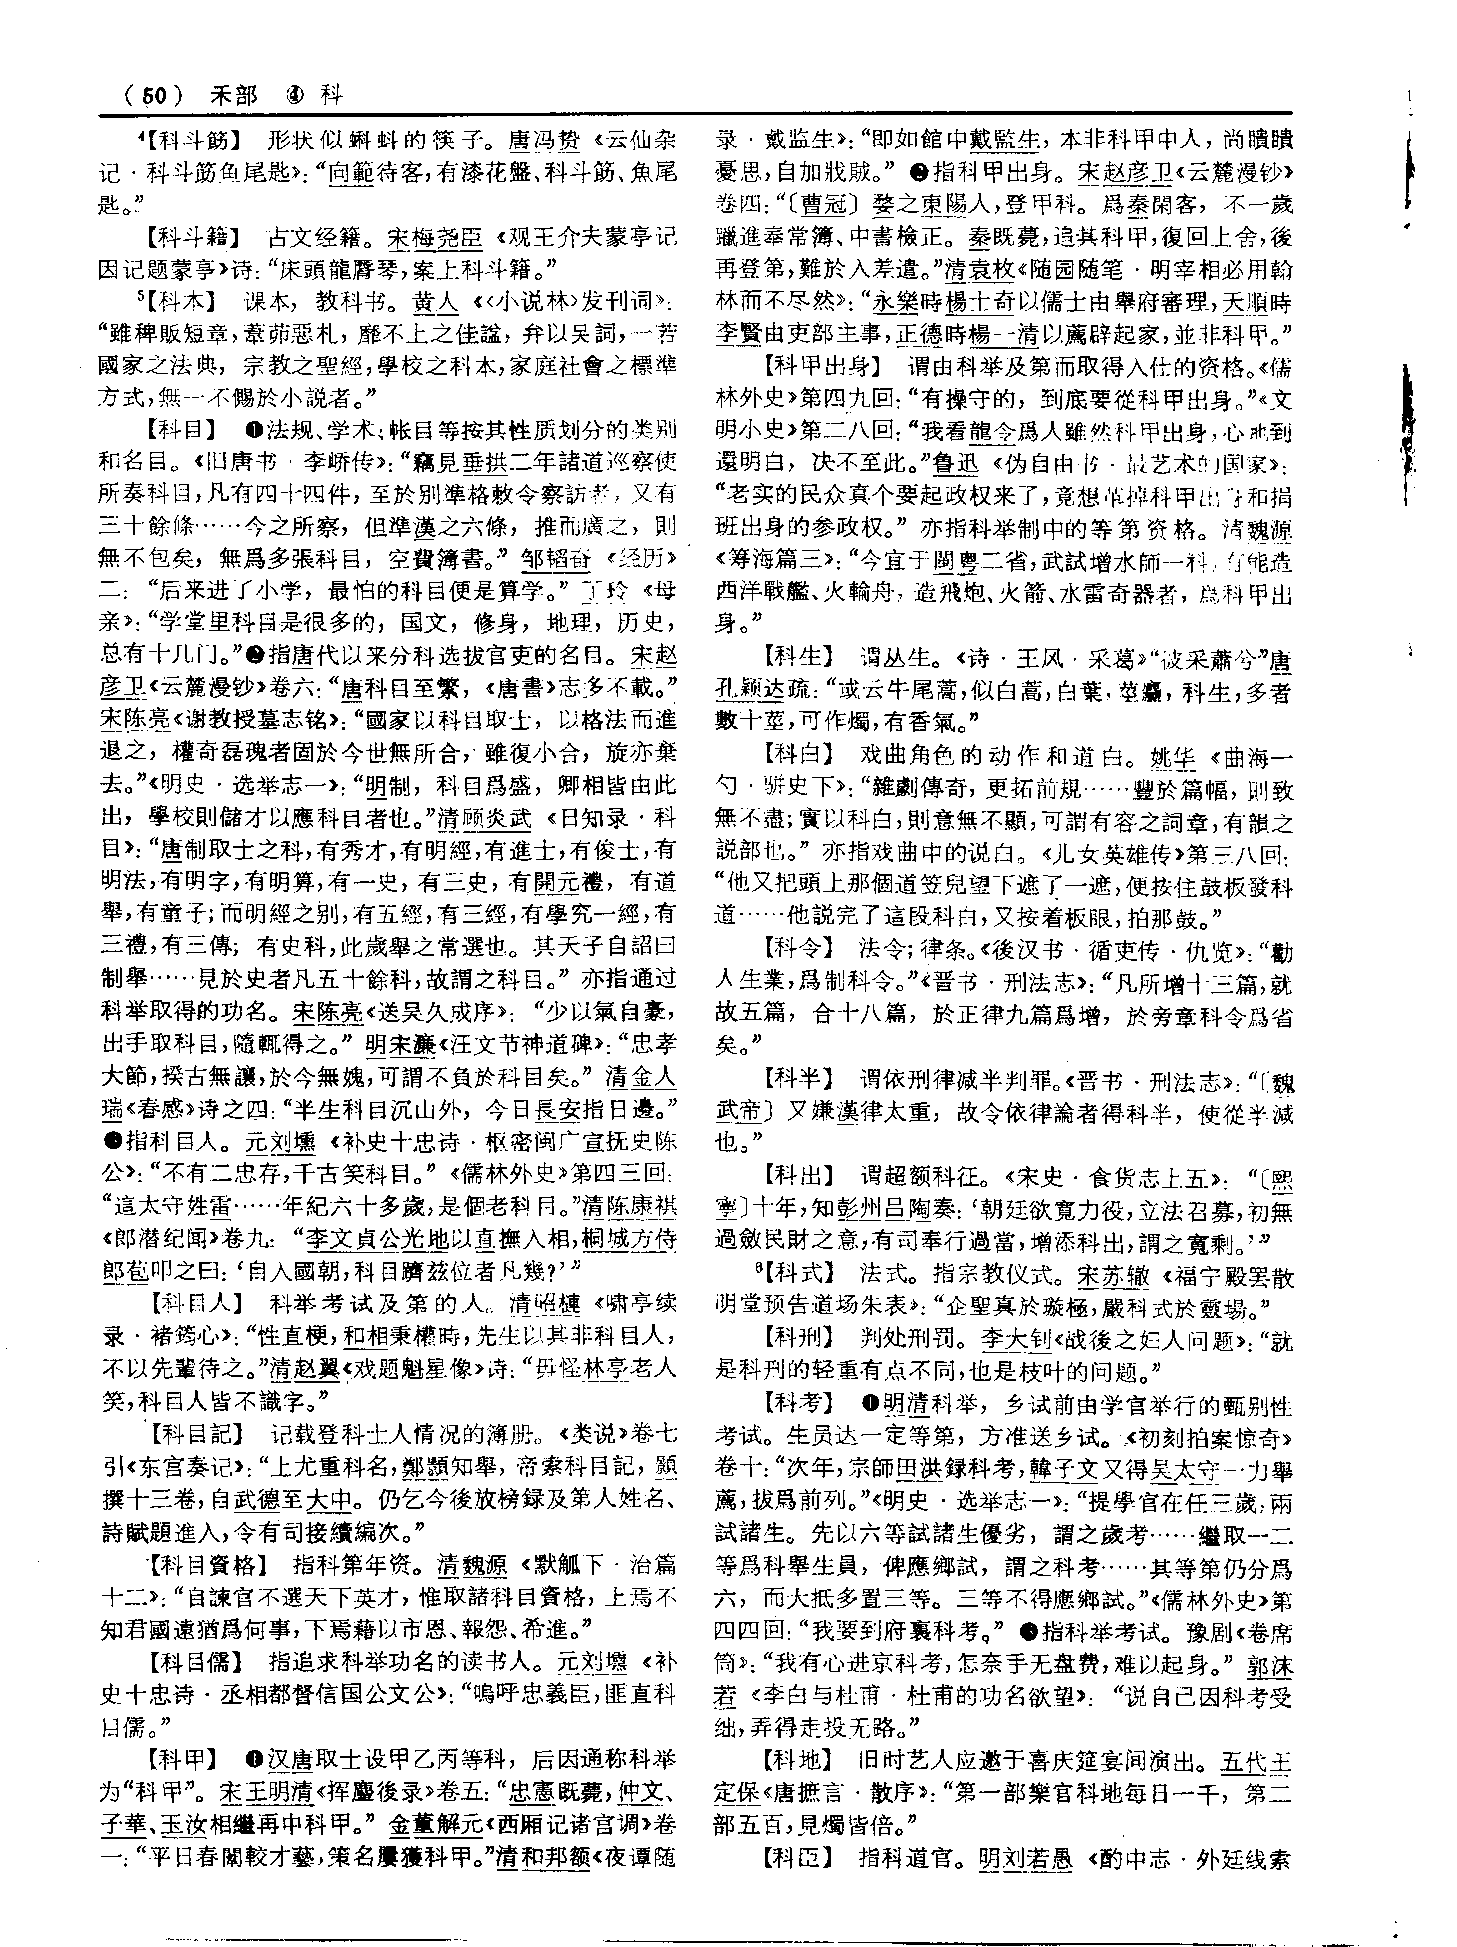 (50) 禾部 ④ 科
⁴【科斗筯】 形状似蝌蚪的筷子。唐冯贽《云仙杂
记·科斗筯鱼尾匙》：“向範待客，有漆花盤、科斗筯、魚尾
匙。”
【科斗籍】 古文经籍。宋梅尧臣《观王介夫蒙亭记
因记题蒙亭》诗：“床頭龍脣琴，案上科斗籍。”
⁵【科本】 课本，教科书。黄人《〈小说林〉发刊词》：
“雖稗販短章，葦茆惡札，靡不上之佳諡，弁以吴詞，一若
國家之法典，宗教之聖經，學校之科本，家庭社會之標準
方式，無一不賜於小説者。”
【科目】 ❶法规、学术、帐目等按其性质划分的类别
和名目。《旧唐书·李峤传》：“竊見垂拱二年諸道巡察使
所奏科目，凡有四十四件，至於别準格敕令察訪者，又有
三十餘條……今之所察，但準漢之六條，推而廣之，則
無不包矣，無爲多張科目，空費簿書。”邹韬奋《经历》
二：“后来进了小学，最怕的科目便是算学。”丁玲《母
亲》：“学堂里科目是很多的，国文，修身，地理，历史，
总有十几门。”❷指唐代以来分科选拔官吏的名目。宋赵
彦卫《云麓漫钞》卷六：“唐科目至繁，《唐書》志多不載。”
宋陈亮《谢教授墓志铭》：“國家以科目取士，以格法而進
退之，權奇磊瑰者固於今世無所合，雖復小合，旋亦棄
去。”《明史·选举志一》：“明制，科目爲盛，卿相皆由此
出，學校則儲才以應科目者也。”清顾炎武《日知录·科
目》：“唐制取士之科，有秀才，有明經，有進士，有俊士，有
明法，有明字，有明算，有一史，有三史，有開元禮，有道
舉，有童子；而明經之别，有五經，有三經，有學究一經，有
三禮，有三傳；有史科，此歲舉之常選也。其天子自詔曰
制舉……見於史者凡五十餘科，故謂之科目。”亦指通过
科举取得的功名。宋陈亮《送吴久成序》：“少以氣自豪，
出手取科目，隨輒得之。”明宋濂《汪文节神道碑》：“忠孝
大節，揆古無讓，於今無媿，可謂不負於科目矣。”清金人
瑞《春感》诗之四：“半生科目沉山外，今日長安指日邊。”
❸指科目人。元刘壎《补史十忠诗·枢密闽广宣抚史陈
公》：“不有二忠存，千古笑科目。”《儒林外史》第四三回：
“這太守姓雷……年紀六十多歲，是個老科目。”清陈康祺
《郎潜纪闻》卷九：“李文貞公光地以直撫入相，桐城方侍
郎苞叩之曰：‘自入國朝，科目躋兹位者凡幾？’”
【科目人】 科举考试及第的人。清昭槤《啸亭续
录·褚筠心》：“性直梗，和相秉權時，先生以其非科目人，
不以先輩待之。”清赵翼《戏题魁星像》诗：“毋怪林亭老人
笑，科目人皆不識字。”
【科目記】 记载登科士人情况的簿册。《类说》卷七
引《东宫奏记》：“上尤重科名，鄭顥知舉，帝索科目記，顥
撰十三卷，自武德至大中。仍乞今後放榜録及第人姓名、
詩賦題進入，令有司接續編次。”
【科目資格】 指科第年资。清魏源《默觚下·治篇
十二》：“自諫官不選天下英才，惟取諸科目資格，上焉不
知君國遠猶爲何事，下焉藉以市恩、報怨、希進。”
【科目儒】 指追求科举功名的读书人。元刘壎《补
史十忠诗·丞相都督信国公文公》：“嗚呼忠義臣，匪直科
目儒。”
【科甲】 ❶汉唐取士设甲乙丙等科，后因通称科举
为“科甲”。宋王明清《挥麈後录》卷五：“忠憲既薨，仲文、
子華、玉汝相繼再中科甲。”金董解元《西厢记诸宫调》卷
一：“平日春闈較才藝，策名屢獲科甲。”清和邦额《夜谭随
录·戴监生》：“即如館中戴監生，本非科甲中人，尚瞶瞶
憂思，自加戕賊。”❷指科甲出身。宋赵彦卫《云麓漫钞》
卷四：“〔曹冠〕婺之東陽人，登甲科。爲秦閑客，不一歲
躐進奉常簿、中書檢正。秦既薨，追其科甲，復回上舍，後
再登第，難於入差遣。”清袁枚《随园随笔·明宰相必用翰
林而不尽然》：“永樂時楊士奇以儒士由舉府審理，天順時
李賢由吏部主事，正德時楊一清以薦辟起家，並非科甲。”
【科甲出身】 谓由科举及第而取得入仕的资格。《儒
林外史》第四九回：“有操守的，到底要從科甲出身。”《文
明小史》第二八回：“我看龍令爲人雖然科甲出身，心地到
還明白，决不至此。”鲁迅《伪自由书·最艺术的国家》：
“老实的民众真个要起政权来了，竟想革掉科甲出身和捐
班出身的参政权。”亦指科举制中的等第资格。清魏源
《筹海篇三》：“今宜于閩粤二省，武試增水師一科，有能造
西洋戰艦、火輪舟，造飛炮、火箭、水雷奇器者，爲科甲出
身。”
【科生】 谓丛生。《诗·王风·采葛》“彼采蕭兮”唐
孔颖达疏：“或云牛尾蒿，似白蒿，白葉，莖麤，科生，多者
數十莖，可作燭，有香氣。”
【科白】 戏曲角色的动作和道白。姚华《曲海一
勺·骈史下》：“雜劇傳奇，更拓前規……豐於篇幅，則致
無不盡；實以科白，則意無不顯，可謂有容之詞章，有韻之
説部也。”亦指戏曲中的说白。《儿女英雄传》第三八回：
“他又把頭上那個道笠兒望下遮了一遮，便按住鼓板發科
道……他説完了這段科白，又按着板眼，拍那鼓。”
【科令】 法令；律条。《後汉书·循吏传·仇览》：“勸
人生業，爲制科令。”《晋书·刑法志》：“凡所增十三篇，就
故五篇，合十八篇，於正律九篇爲增，於旁章科令爲省
矣。”
【科半】 谓依刑律减半判罪。《晋书·刑法志》：“〔魏
武帝〕又嫌漢律太重，故令依律論者得科半，使從半減
也。”
【科出】 谓超额科征。《宋史·食货志上五》：“〔熙
寧〕十年，知彭州吕陶奏：‘朝廷欲寬力役，立法召募，初無
過斂民財之意，有司奉行過當，增添科出，謂之寬剩。’”
⁶【科式】 法式。指宗教仪式。宋苏辙《福宁殿罢散
明堂预告道场朱表》：“企聖真於璇極，嚴科式於靈場。”
【科刑】 判处刑罚。李大钊《战後之妇人问题》：“就
是科刑的轻重有点不同，也是枝叶的问题。”
【科考】 ❶明清科举，乡试前由学官举行的甄别性
考试。生员达一定等第，方准送乡试。《初刻拍案惊奇》
卷十：“次年，宗師田洪録科考，韓子文又得吴太守一力舉
薦，拔爲前列。”《明史·选举志一》：“提學官在任三歲，兩
試諸生。先以六等試諸生優劣，謂之歲考……繼取一二
等爲科舉生員，俾應鄉試，謂之科考……其等第仍分爲
六，而大抵多置三等。三等不得應鄉試。”《儒林外史》第
四四回：“我要到府裏科考。”❷指科举考试。豫剧《卷席
筒》：“我有心进京科考，怎奈手无盘费，难以起身。”郭沫
若《李白与杜甫·杜甫的功名欲望》：“说自己因科考受
绌，弄得走投无路。”
【科地】 旧时艺人应邀于喜庆筵宴间演出。五代王
定保《唐摭言·散序》：“第一部樂官科地每日一千，第二
部五百，見燭皆倍。”
【科臣】 指科道官。明刘若愚《酌中志·外廷线索